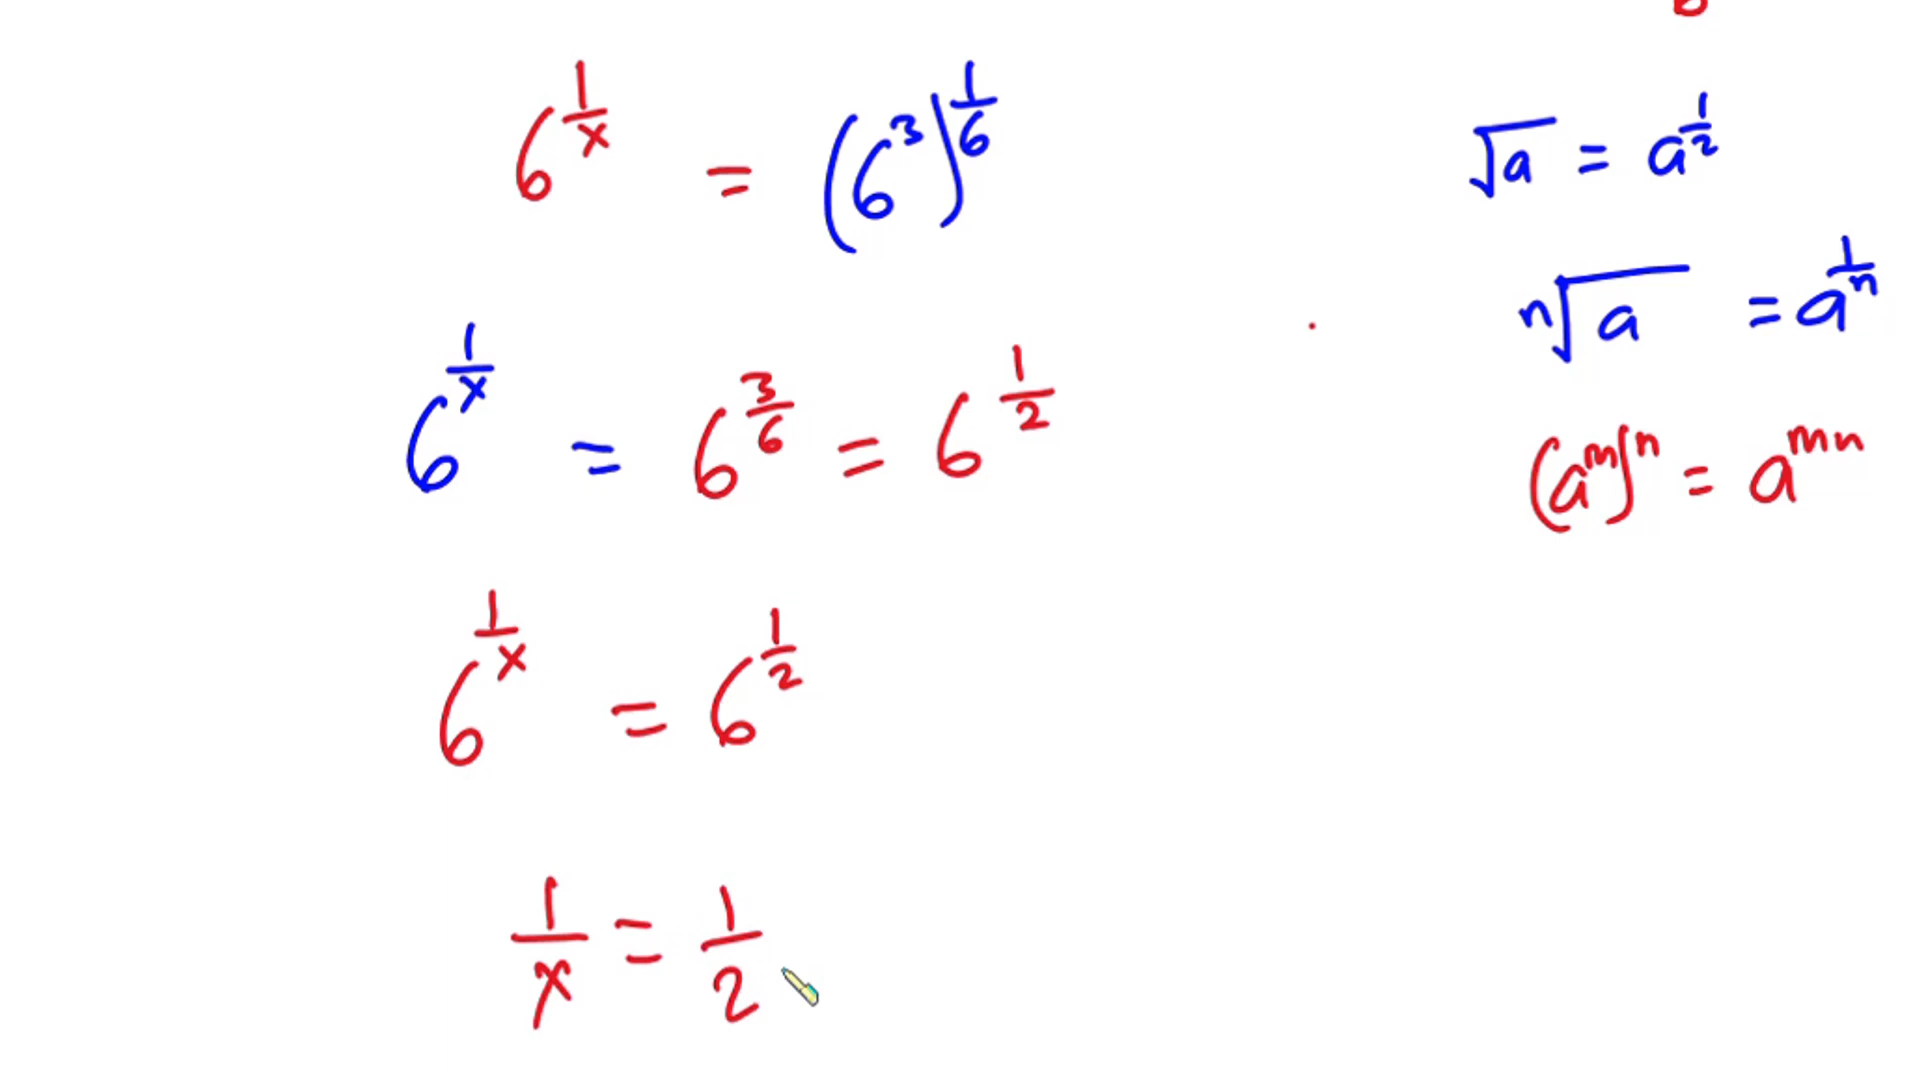 6^{1/x} = (6^3)^{1/6}
6^{1/x} = 6^{3/6} = 6^{1/2}
6^{1/x} = 6^{1/2}
1/x = 1/2
√a = a^{1/2}
ⁿ√a = a^{1/n}
(a^m)^n = a^{mn}